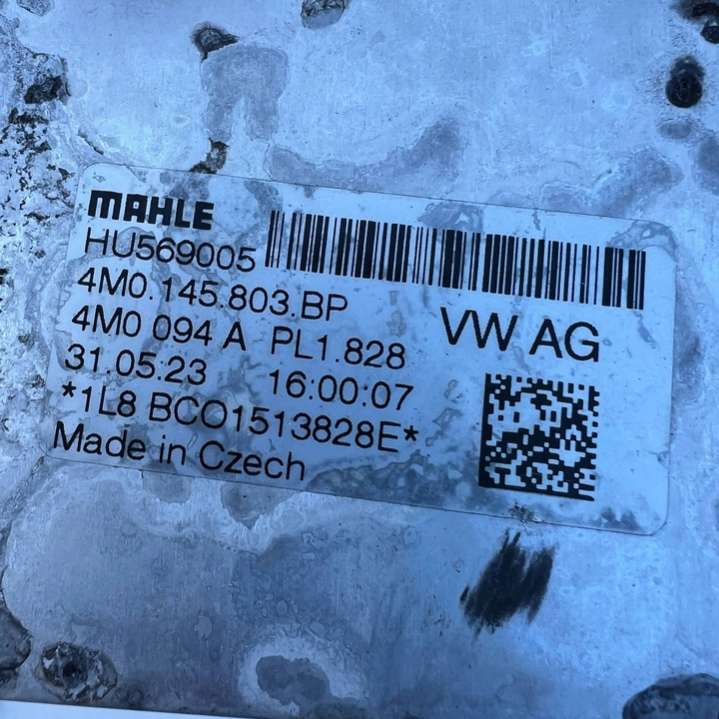 MAHLE
HU569005
4M0.145.803.BP
4M0 094 A PL1.828
VW AG
31.05.23 16:00:07
*1L8 BCO1513828E*
Made in Czech